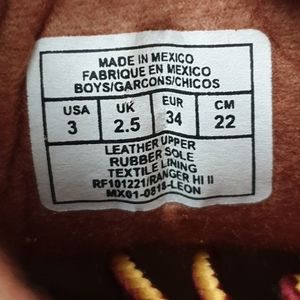 MADE IN MEXICO
FABRIQUE EN MEXICO
BOYS/GARCONS/CHICOS
USA UK EUR CM
3 2.5 34 22
LEATHER UPPER
RUBBER SOLE
TEXTILE LINING
RF101221/RANGER HI II
MX01-0818-LEON